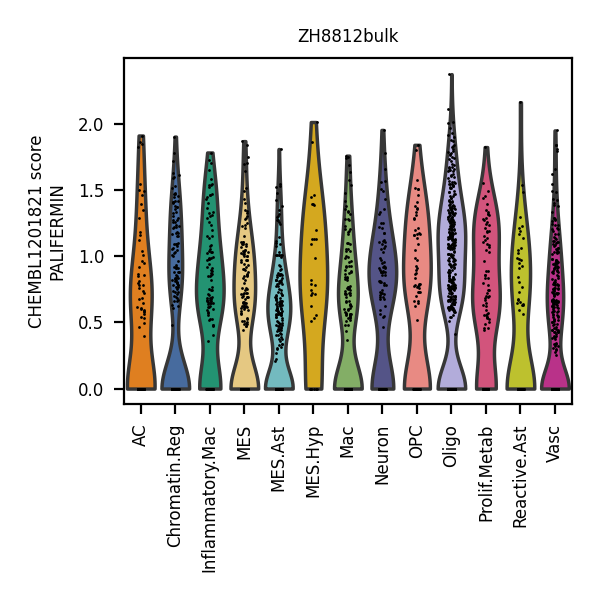 ZH8812bulk
CHEMBL1201821 score
PALIFERMIN
2.0
1.5
1.0
0.5
0.0
AC
Chromatin.Reg
Inflammatory.Mac
MES
MES.Ast
MES.Hyp
Mac
Neuron
OPC
Oligo
Prolif.Metab
Reactive.Ast
Vasc